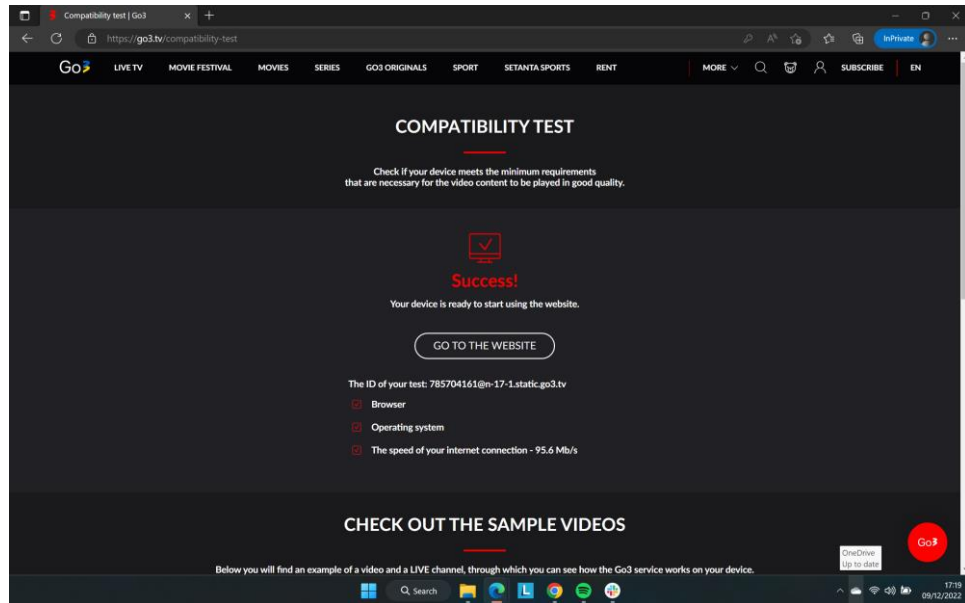 Compatibility test | Go3
https://go3.tv/compatibility-test
InPrivate
Go3 LIVE TV MOVIE FESTIVAL MOVIES SERIES GO3 ORIGINALS SPORT SETANTA SPORTS RENT MORE SUBSCRIBE EN
COMPATIBILITY TEST
Check if your device meets the minimum requirements
that are necessary for the video content to be played in good quality.
Success!
Your device is ready to start using the website.
GO TO THE WEBSITE
The ID of your test: 785704161@n-17-1.static.go3.tv
Browser
Operating system
The speed of your internet connection - 95.6 Mb/s
CHECK OUT THE SAMPLE VIDEOS
Go3
OneDrive
Up to date
Below you will find an example of a video and a LIVE channel, through which you can see how the Go3 service works on your device.
Search
17:19
09/12/2022